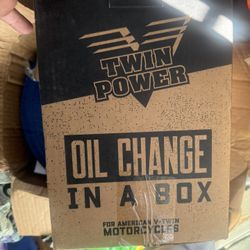 TWIN
POWER
OIL CHANGE
IN A BOX
FOR AMERICAN V-TWIN
MOTORCYCLES